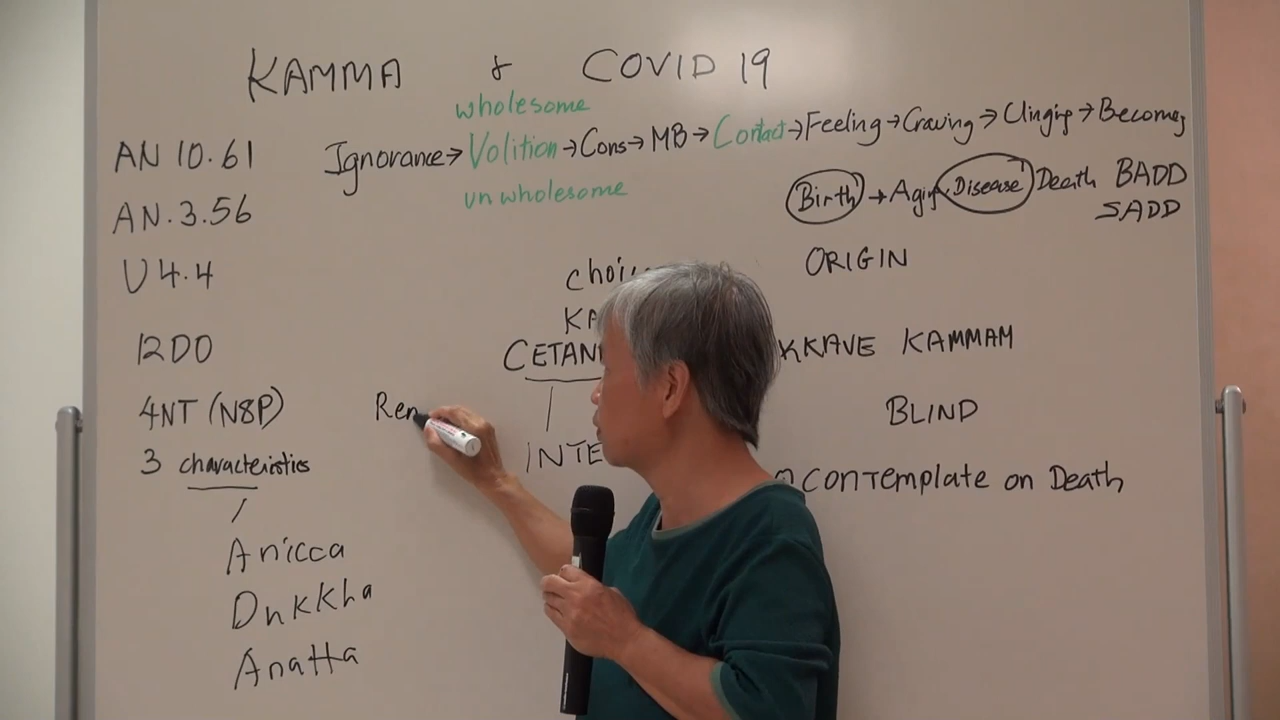 KAMMA & COVID 19
wholesome
AN 10.61
Ignorance → Volition → Cons → MB → Contact → Feeling → Craving → Clinging → Becoming
unwholesome
Birth → Aging Disease Death BADD
SADD
AN.3.56
U 4.4
choi
ORIGIN
KA
12DO
CETAN KKAVE KAMMAM
4NT (N8P)
Ren
BLIND
3 characteristics
INTE
Contemplate on Death
Anicca
Dukkha
Anatta